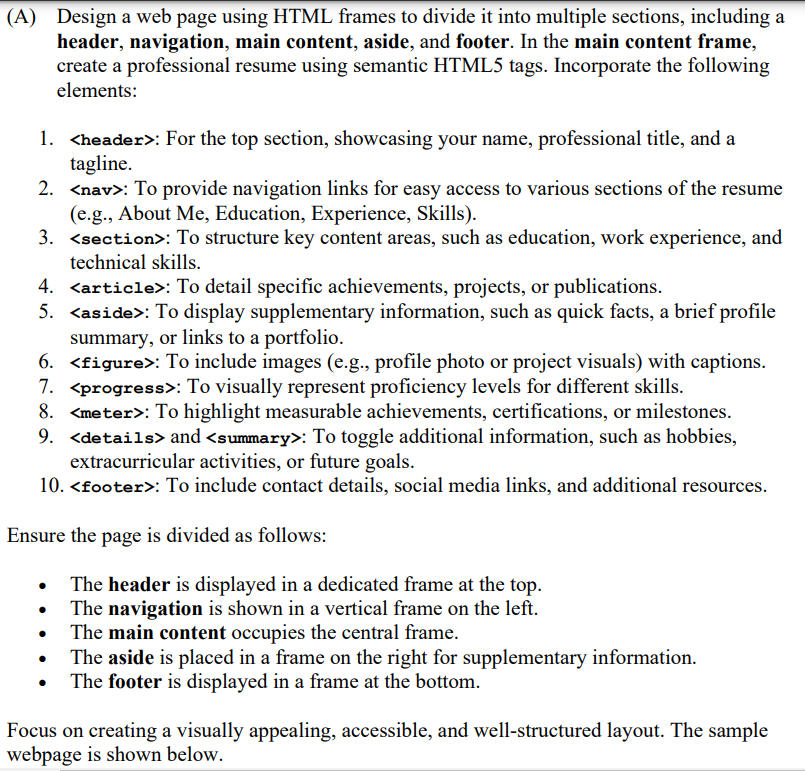 (A) Design a web page using HTML frames to divide it into multiple sections, including a
header, navigation, main content, aside, and footer. In the main content frame,
create a professional resume using semantic HTML5 tags. Incorporate the following
elements:
1. <header>: For the top section, showcasing your name, professional title, and a
tagline.
2. <nav>: To provide navigation links for easy access to various sections of the resume
(e.g., About Me, Education, Experience, Skills).
3. <section>: To structure key content areas, such as education, work experience, and
technical skills.
4. <article>: To detail specific achievements, projects, or publications.
5. <aside>: To display supplementary information, such as quick facts, a brief profile
summary, or links to a portfolio.
6. <figure>: To include images (e.g., profile photo or project visuals) with captions.
7. <progress>: To visually represent proficiency levels for different skills.
8. <meter>: To highlight measurable achievements, certifications, or milestones.
9. <details> and <summary>: To toggle additional information, such as hobbies,
extracurricular activities, or future goals.
10. <footer>: To include contact details, social media links, and additional resources.
Ensure the page is divided as follows:
• The header is displayed in a dedicated frame at the top.
• The navigation is shown in a vertical frame on the left.
• The main content occupies the central frame.
• The aside is placed in a frame on the right for supplementary information.
• The footer is displayed in a frame at the bottom.
Focus on creating a visually appealing, accessible, and well-structured layout. The sample
webpage is shown below.